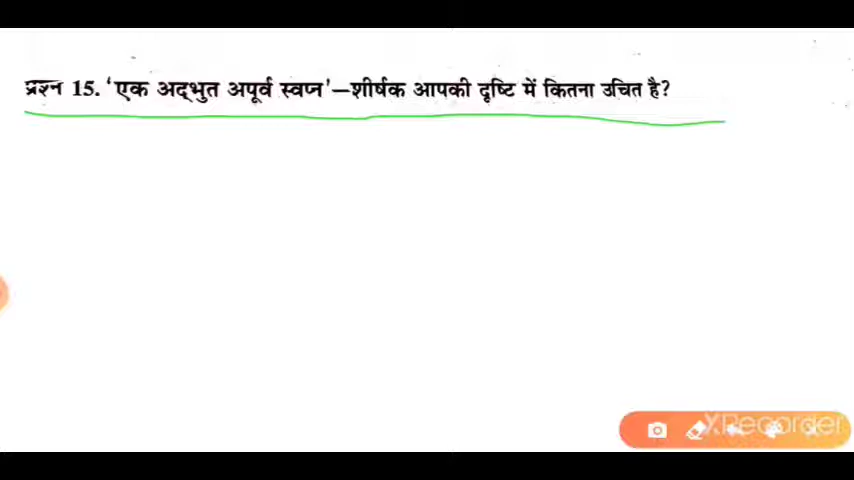 प्रश्न 15. 'एक अद्भुत अपूर्व स्वप्न'–शीर्षक आपकी दृष्टि में कितना उचित है?
XRecorder